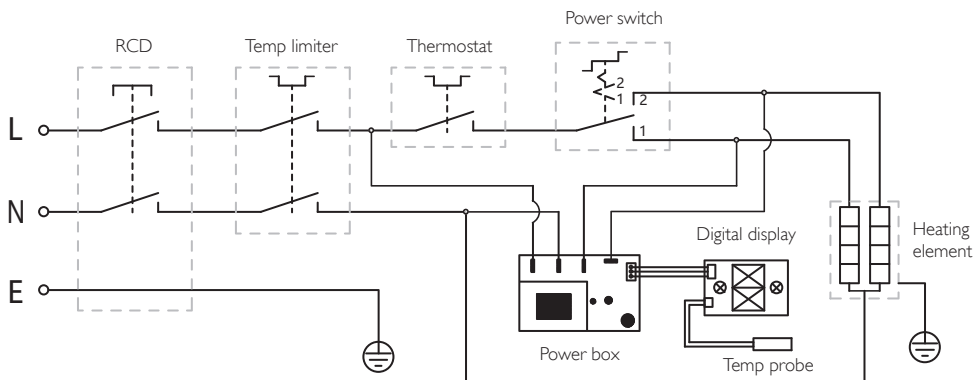 Power switch
RCD
Temp limiter
Thermostat
2
1
2
L
1
N
Digital display
Heating
element
E
Power box
Temp probe